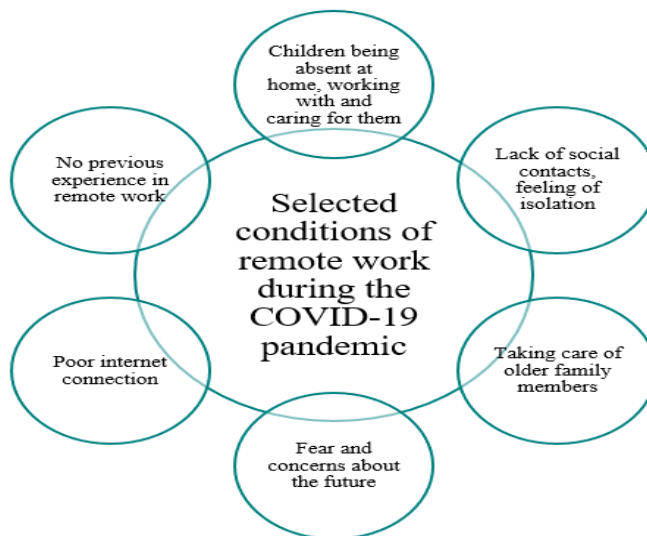 Children being
absent at
home, working
with and
caring for them
No previous
experience in
remote work
Lack of social
contacts,
feeling of
isolation
Selected
conditions of
remote work
during the
COVID-19
pandemic
Poor internet
connection
Taking care of
older family
members
Fear and
concerns about
the future